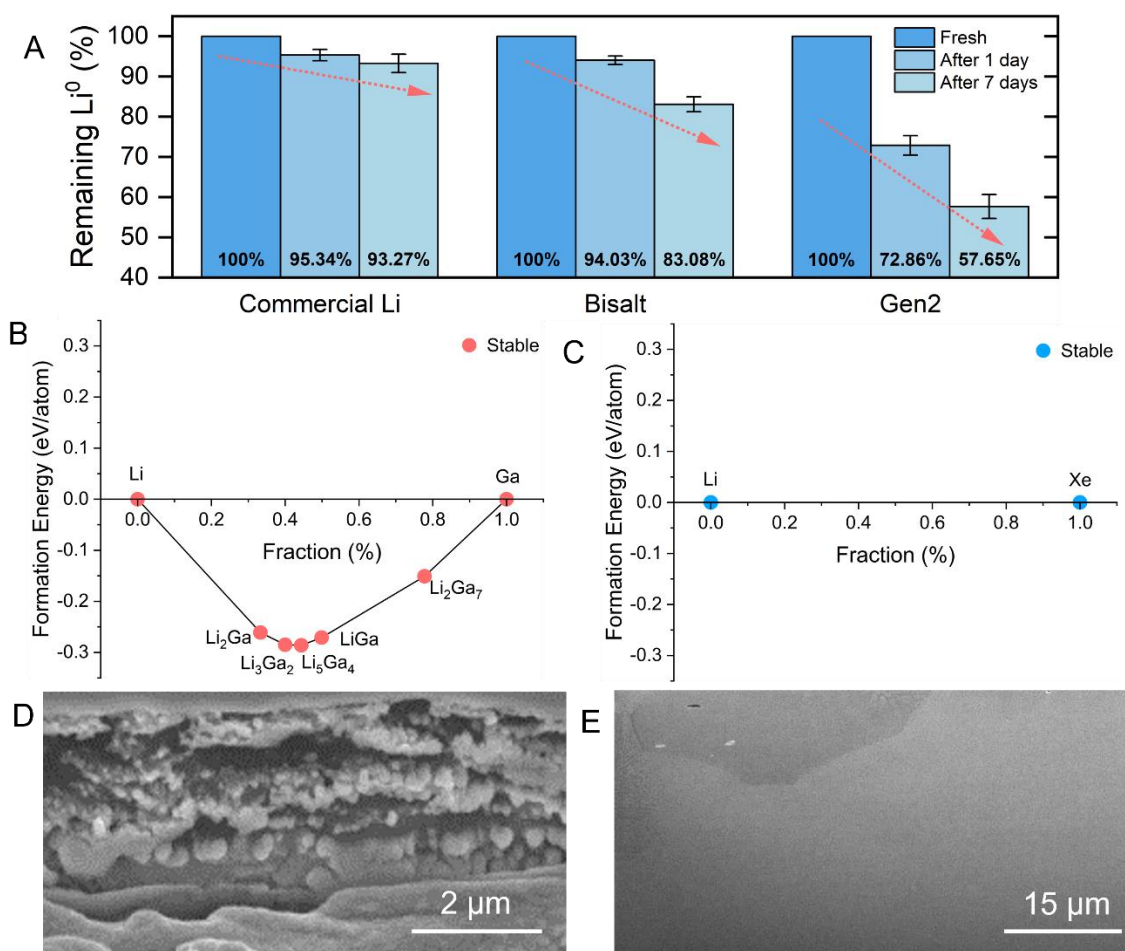 A
Remaining Li⁰ (%)
100
90
80
70
60
50
40
Fresh
After 1 day
After 7 days
100%
95.34%
93.27%
100%
94.03%
83.08%
100%
72.86%
57.65%
Commercial Li
Bisalt
Gen2
B
Formation Energy (eV/atom)
0.3
0.2
0.1
0.0
-0.1
-0.2
-0.3
Stable
Li
Ga
0.0
0.2
0.4
0.6
0.8
1.0
Fraction (%)
Li₂Ga
Li₃Ga₂
Li₅Ga₄
LiGa
Li₂Ga₇
C
Formation Energy (eV/atom)
0.3
0.2
0.1
0.0
-0.1
-0.2
-0.3
Stable
Li
Xe
0.0
0.2
0.4
0.6
0.8
1.0
Fraction (%)
D
2 μm
E
15 μm